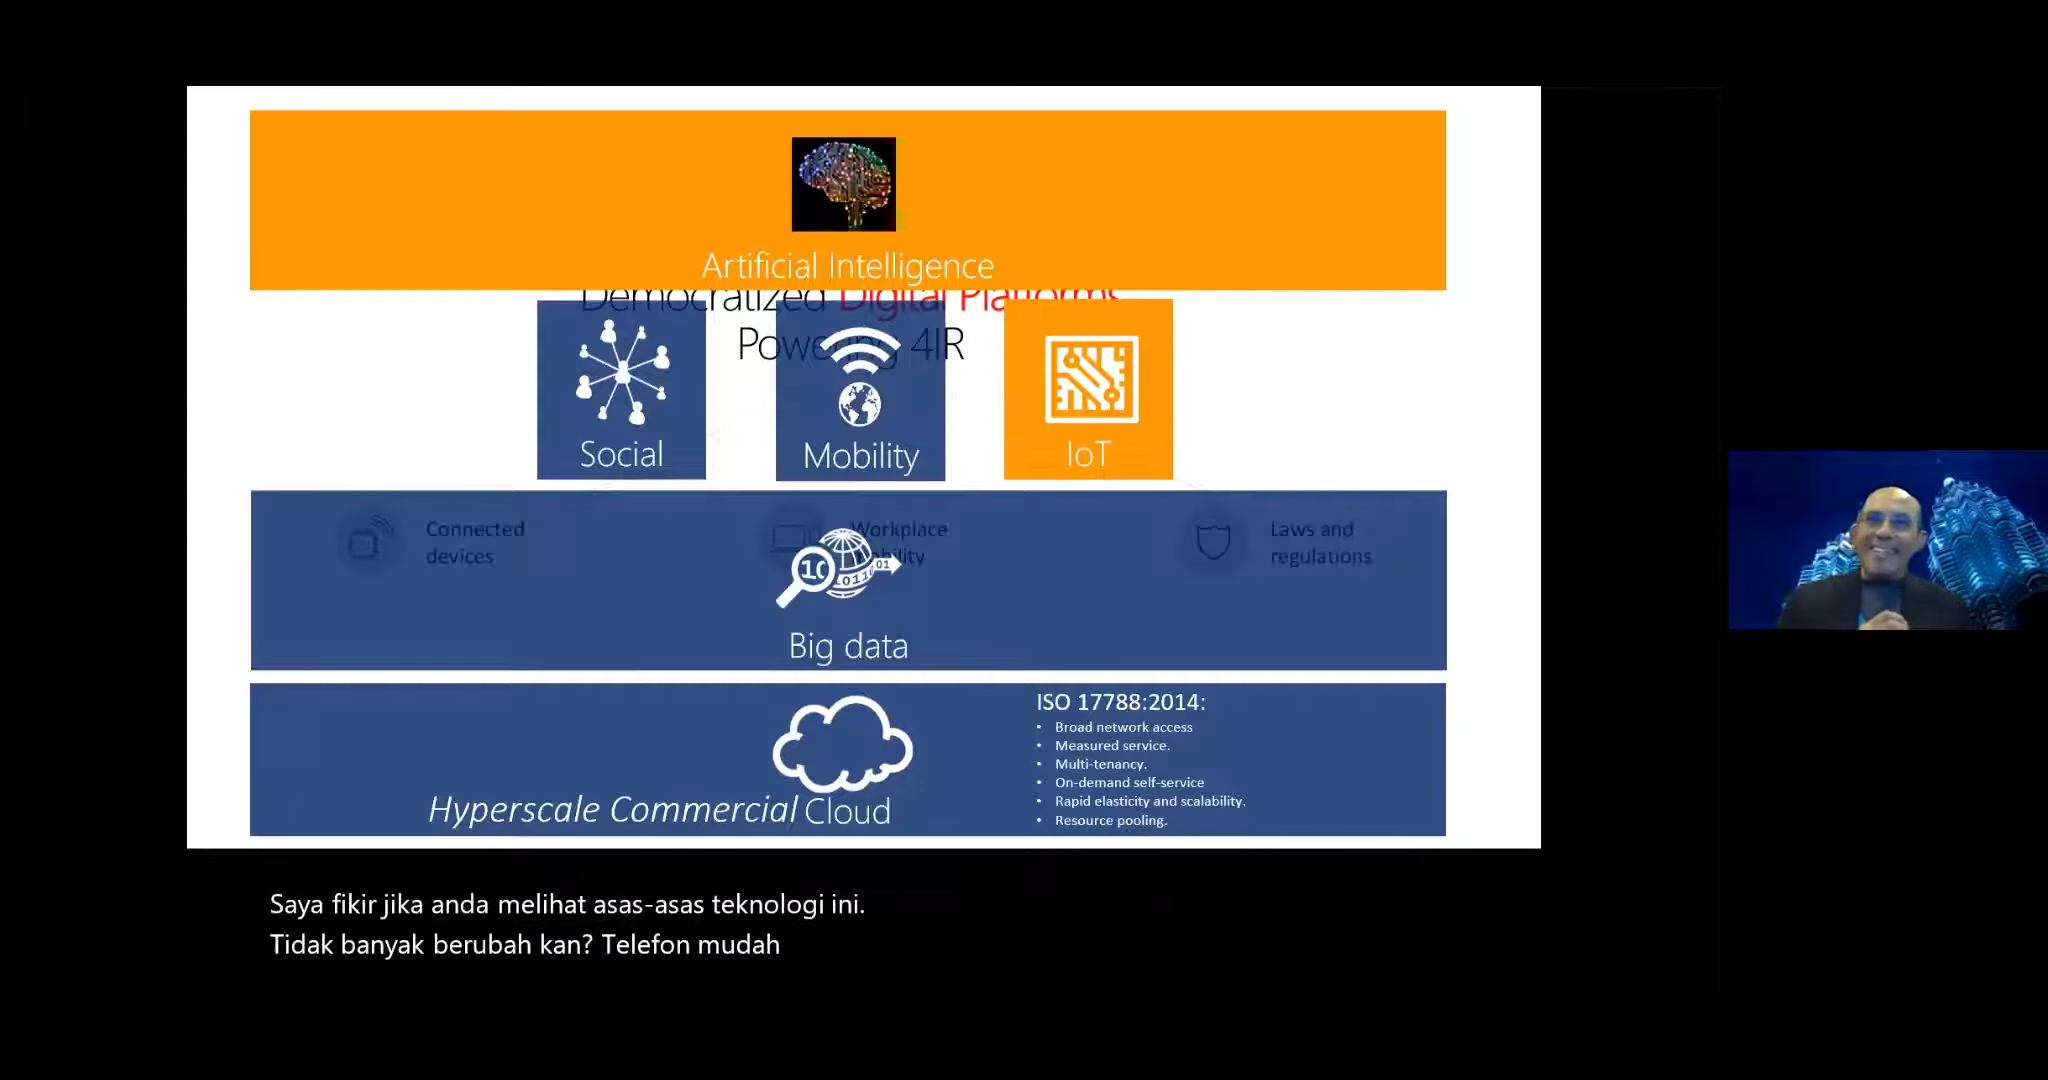 Artificial Intelligence
Democratized Digital Platforms
Powering 4IR
Social
Mobility
IoT
Connected
devices
Workplace
mobility
Laws and
regulations
Big data
Hyperscale Commercial Cloud
ISO 17788:2014:
• Broad network access
• Measured service.
• Multi-tenancy.
• On-demand self-service
• Rapid elasticity and scalability.
• Resource pooling.
Saya fikir jika anda melihat asas-asas teknologi ini.
Tidak banyak berubah kan? Telefon mudah